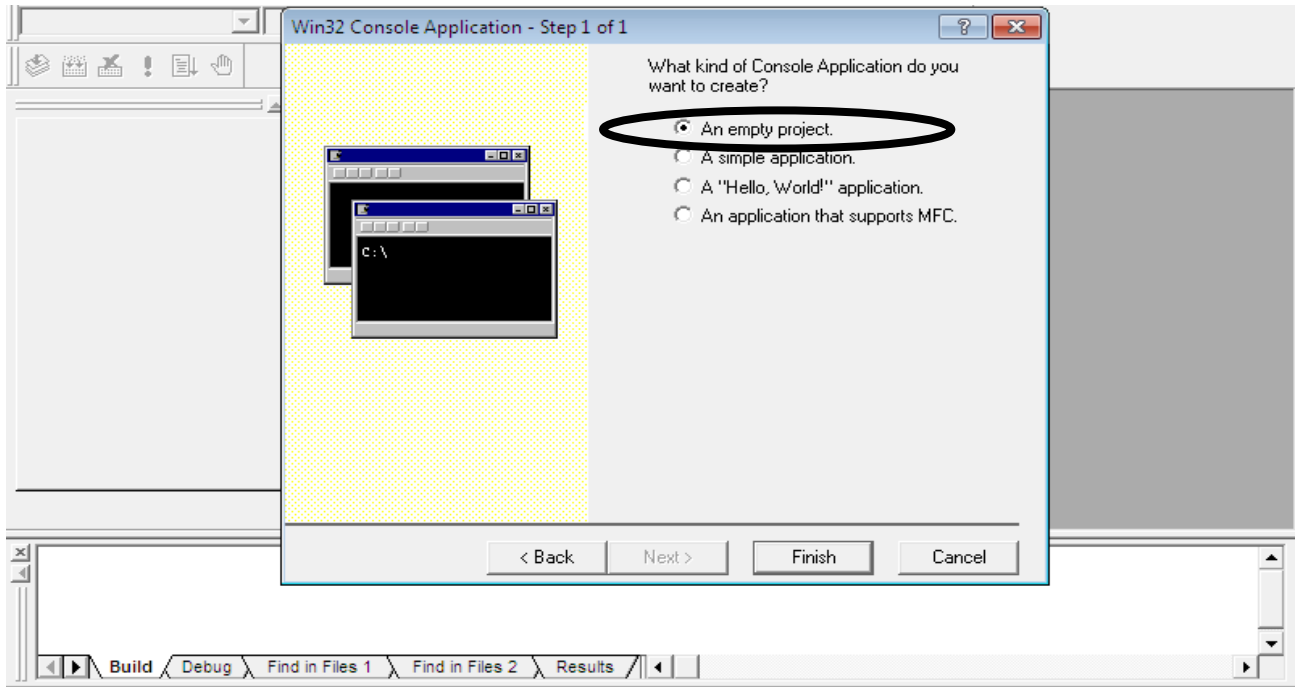 Win32 Console Application - Step 1 of 1
What kind of Console Application do you
want to create?
An empty project.
A simple application.
A "Hello, World!" application.
An application that supports MFC.
C:\
< Back
Next >
Finish
Cancel
Build
Debug
Find in Files 1
Find in Files 2
Results